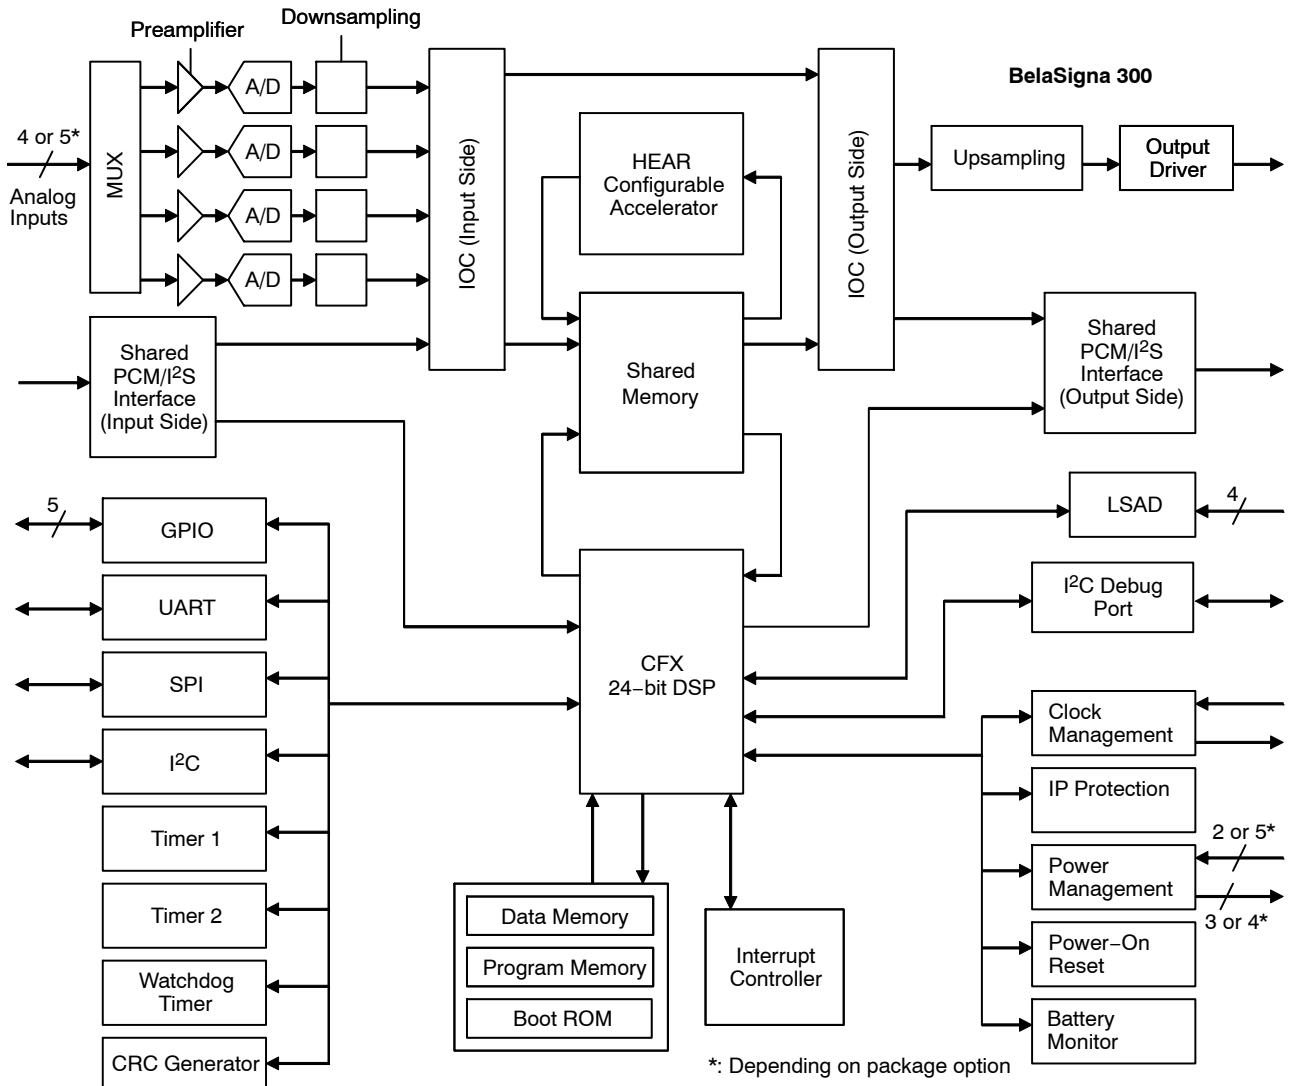 Preamplifier
Downsampling
BelaSigna 300
4 or 5*
Analog
Inputs
MUX
A/D
A/D
A/D
A/D
IOC (Input Side)
HEAR
Configurable
Accelerator
IOC (Output Side)
Upsampling
Output
Driver
Shared
PCM/I²S
Interface
(Input Side)
Shared
Memory
Shared
PCM/I²S
Interface
(Output Side)
5
GPIO
UART
SPI
I²C
Timer 1
Timer 2
Watchdog
Timer
CRC Generator
CFX
24−bit DSP
Data Memory
Program Memory
Boot ROM
Interrupt
Controller
LSAD
4
I²C Debug
Port
Clock
Management
IP Protection
Power
Management
2 or 5*
3 or 4*
Power−On
Reset
Battery
Monitor
*: Depending on package option